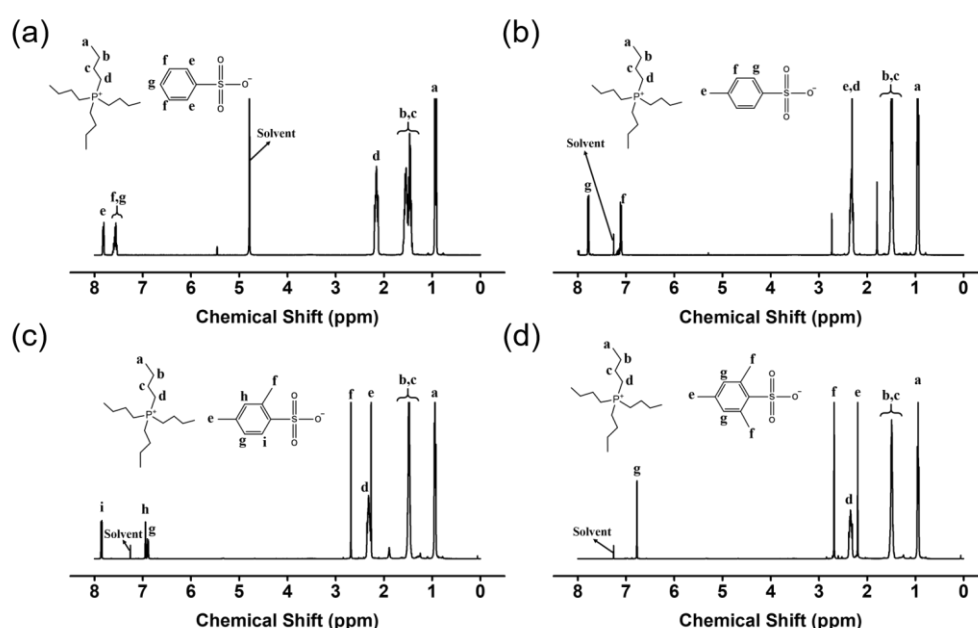 (a)
a
b
c
d
P+
f
e
g
f
e
O
S
O-
O
Solvent
e
f,g
d
b,c
a
8 7 6 5 4 3 2 1 0
Chemical Shift (ppm)
(b)
a
b
c
d
P+
f
g
e
O
S
O-
O
Solvent
g
f
e,d
b,c
a
8 7 6 5 4 3 2 1 0
Chemical Shift (ppm)
(c)
a
b
c
d
P+
f
h
e
g
i
O
S
O-
O
i
Solvent
h
g
f
e
d
b,c
a
8 7 6 5 4 3 2 1 0
Chemical Shift (ppm)
(d)
a
b
c
d
P+
f
g
e
g
f
O
S
O-
O
Solvent
g
f
e
d
b,c
a
8 7 6 5 4 3 2 1 0
Chemical Shift (ppm)